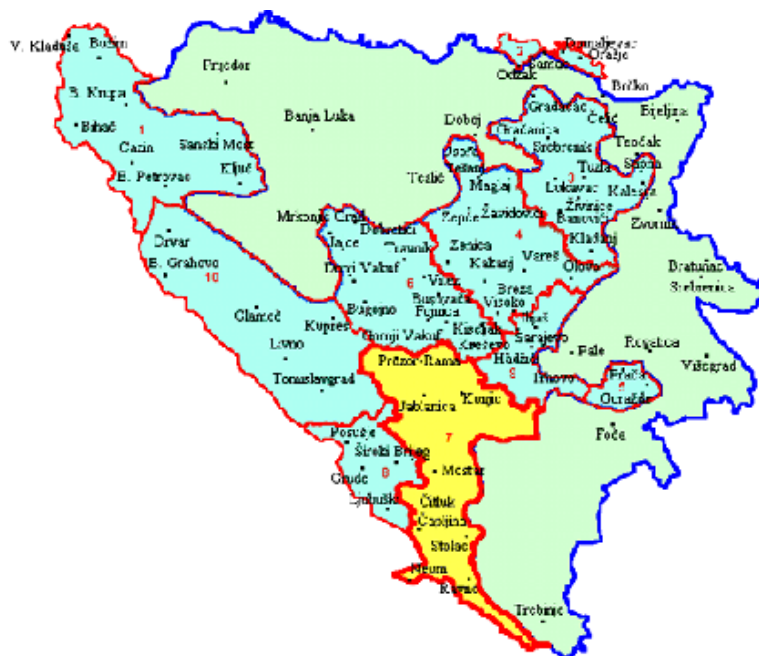 V. Kladuša
Bužim
B. Krupa
Bihać
1
Cazin
Sanski Most
Ključ
B. Petrovac
Prijedor
Banja Luka
Doboj
Teslić
Mrkonjić Grad
2
Odžak
Orašje
Brčko
Bijeljina
Gradačac
Gračanica
Srebrenik
Čelić
Teočak
Sapna
Tuzla
3
Lukavac
Kalesija
Živinice
Banovići
Kladanj
Zvornik
Tešanj
Maglaj
Žepče
Zavidovići
4
Zenica
Kakanj
Vareš
Olovo
Breza
Visoko
Bratunac
Srebrenica
Dobretići
Jajce
Travnik
Donji Vakuf
6
Vitez
Busovača
Bugojno
Fojnica
Gornji Vakuf
Kiseljak
Kreševo
Ilijaš
Sarajevo
Hadžići
9
Trnovo
Pale
Rogatica
Višegrad
Prača
5
Goražde
Foča
Drvar
B. Grahovo
10
Glamoč
Kupres
Livno
Tomislavgrad
Prozor-Rama
Jablanica
Konjic
7
Posušje
Široki Brijeg
8
Grude
Ljubuški
Mostar
Čitluk
Čapljina
Stolac
Neum
Ravno
Trebinje